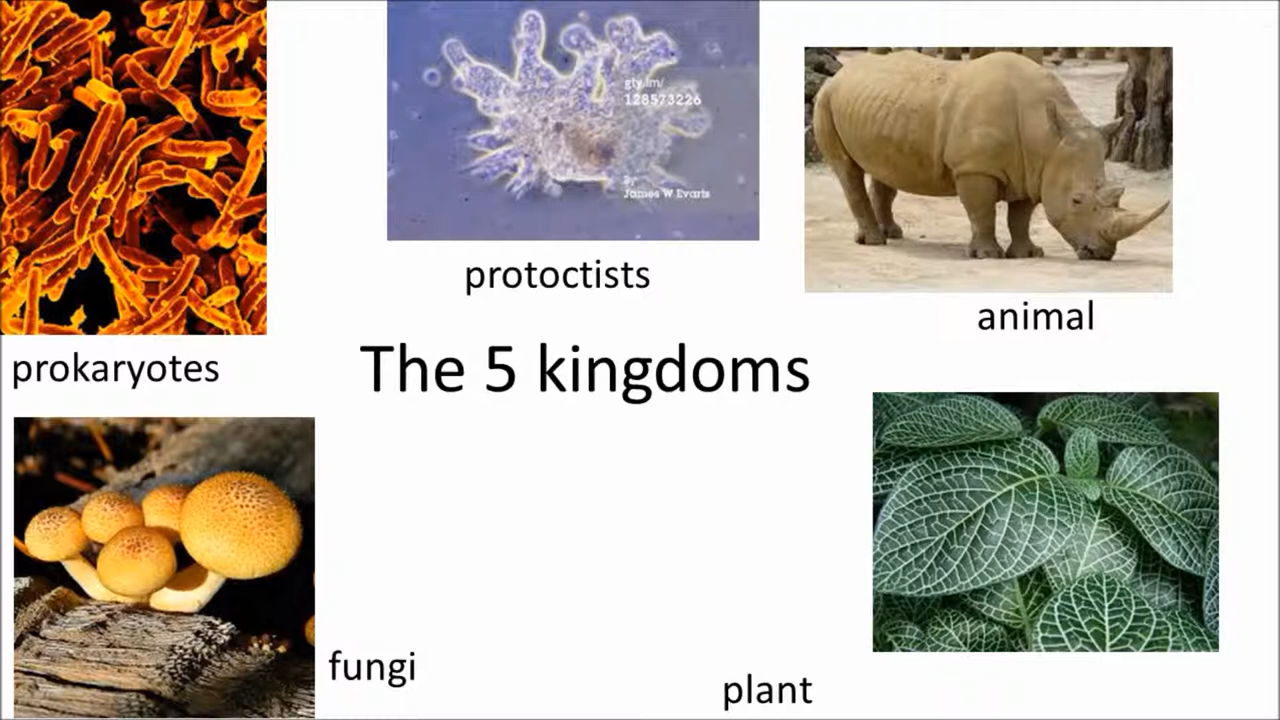 gty.im/
128573226
By
James W Evarts
protoctists
animal
prokaryotes
The 5 kingdoms
fungi
plant